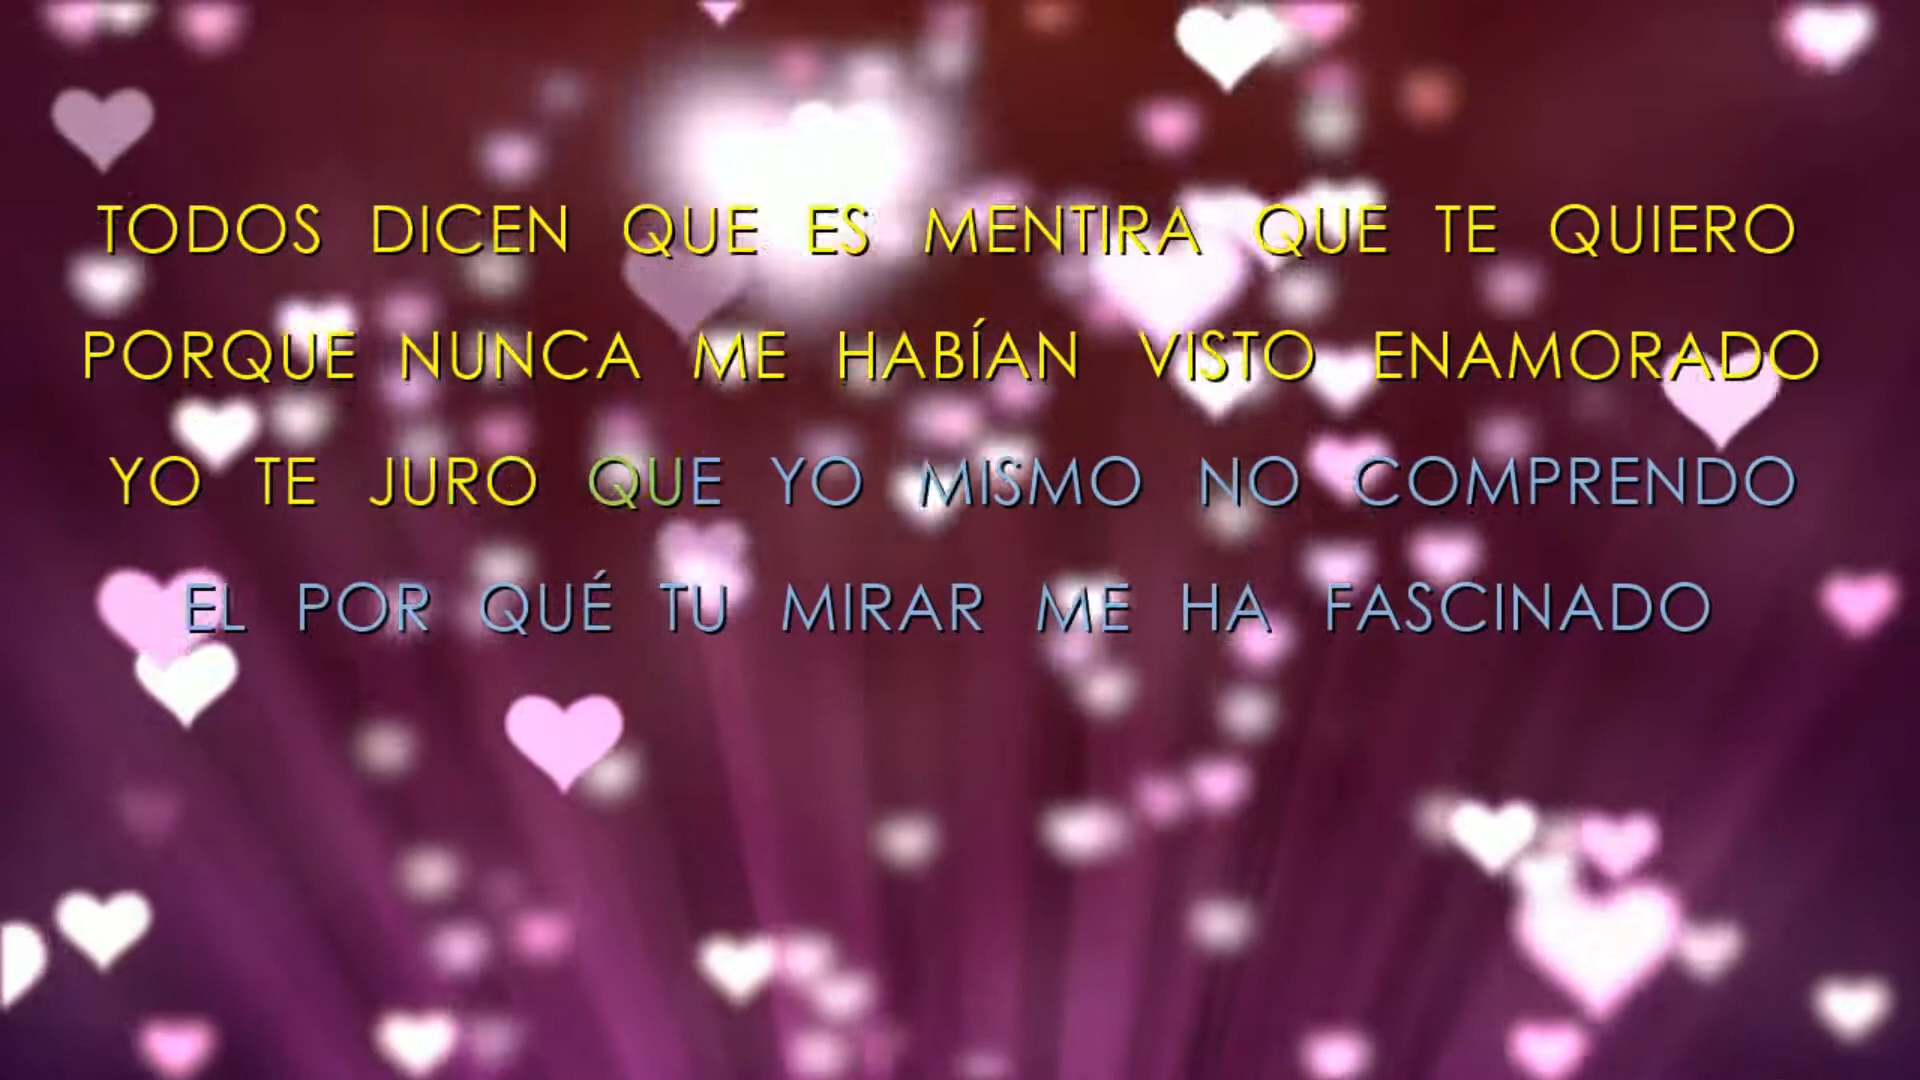 TODOS DICEN QUE ES MENTIRA QUE TE QUIERO
PORQUE NUNCA ME HABÍAN VISTO ENAMORADO
YO TE JURO QUE YO MISMO NO COMPRENDO
EL POR QUÉ TU MIRAR ME HA FASCINADO